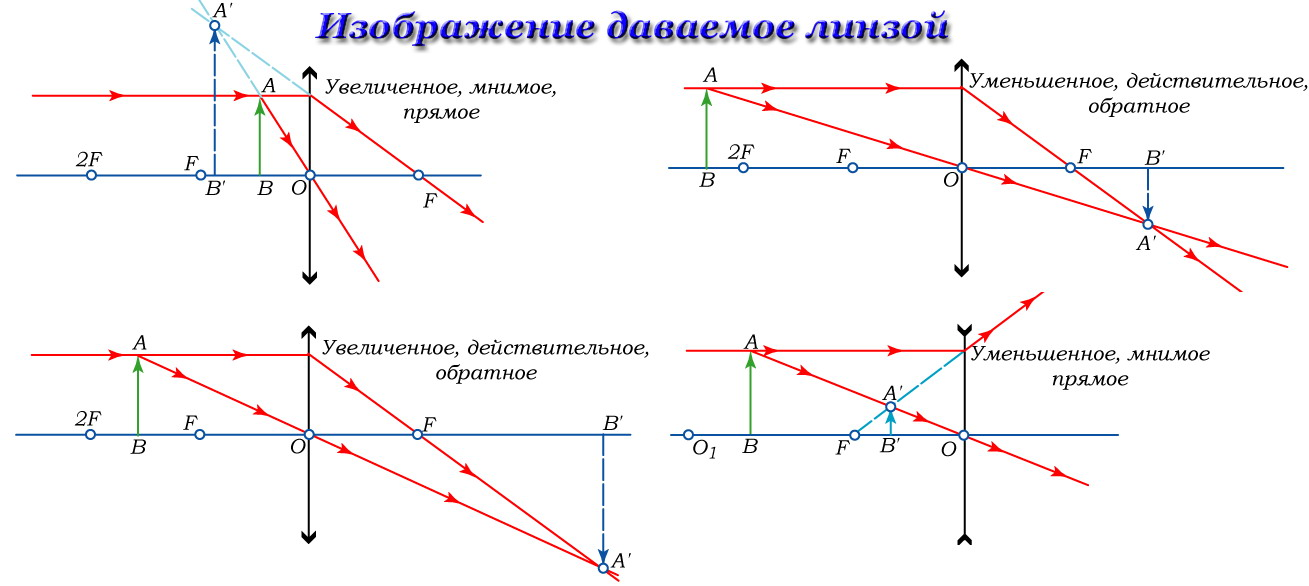 Изображение даваемое линзой
A'
A
Увеличенное, мнимое,
прямое
2F
F
B'
B
O
F
A
Уменьшенное, действительное,
обратное
B
2F
F
O
F
B'
A'
A
Увеличенное, действительное,
обратное
2F
B
F
O
F
B'
A'
A
Уменьшенное, мнимое
прямое
A'
O1
B
F
B'
O